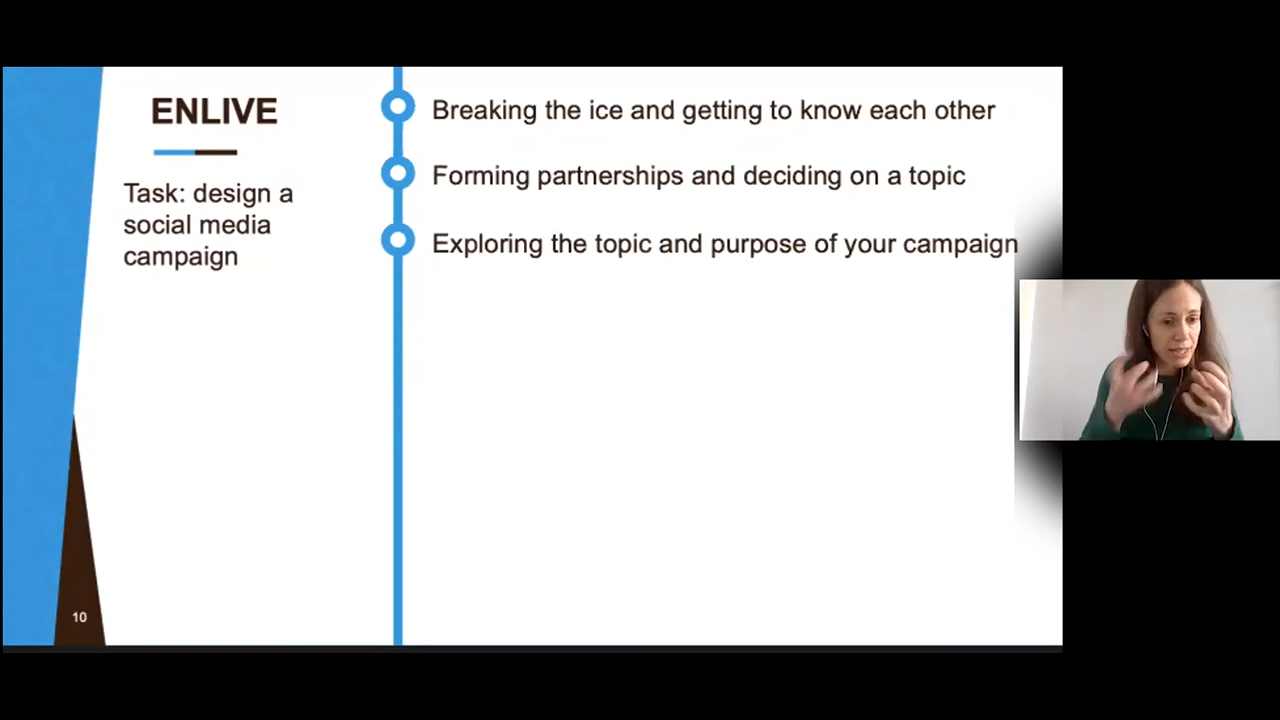 ENLIVE
Task: design a
social media
campaign
Breaking the ice and getting to know each other
Forming partnerships and deciding on a topic
Exploring the topic and purpose of your campaign
10